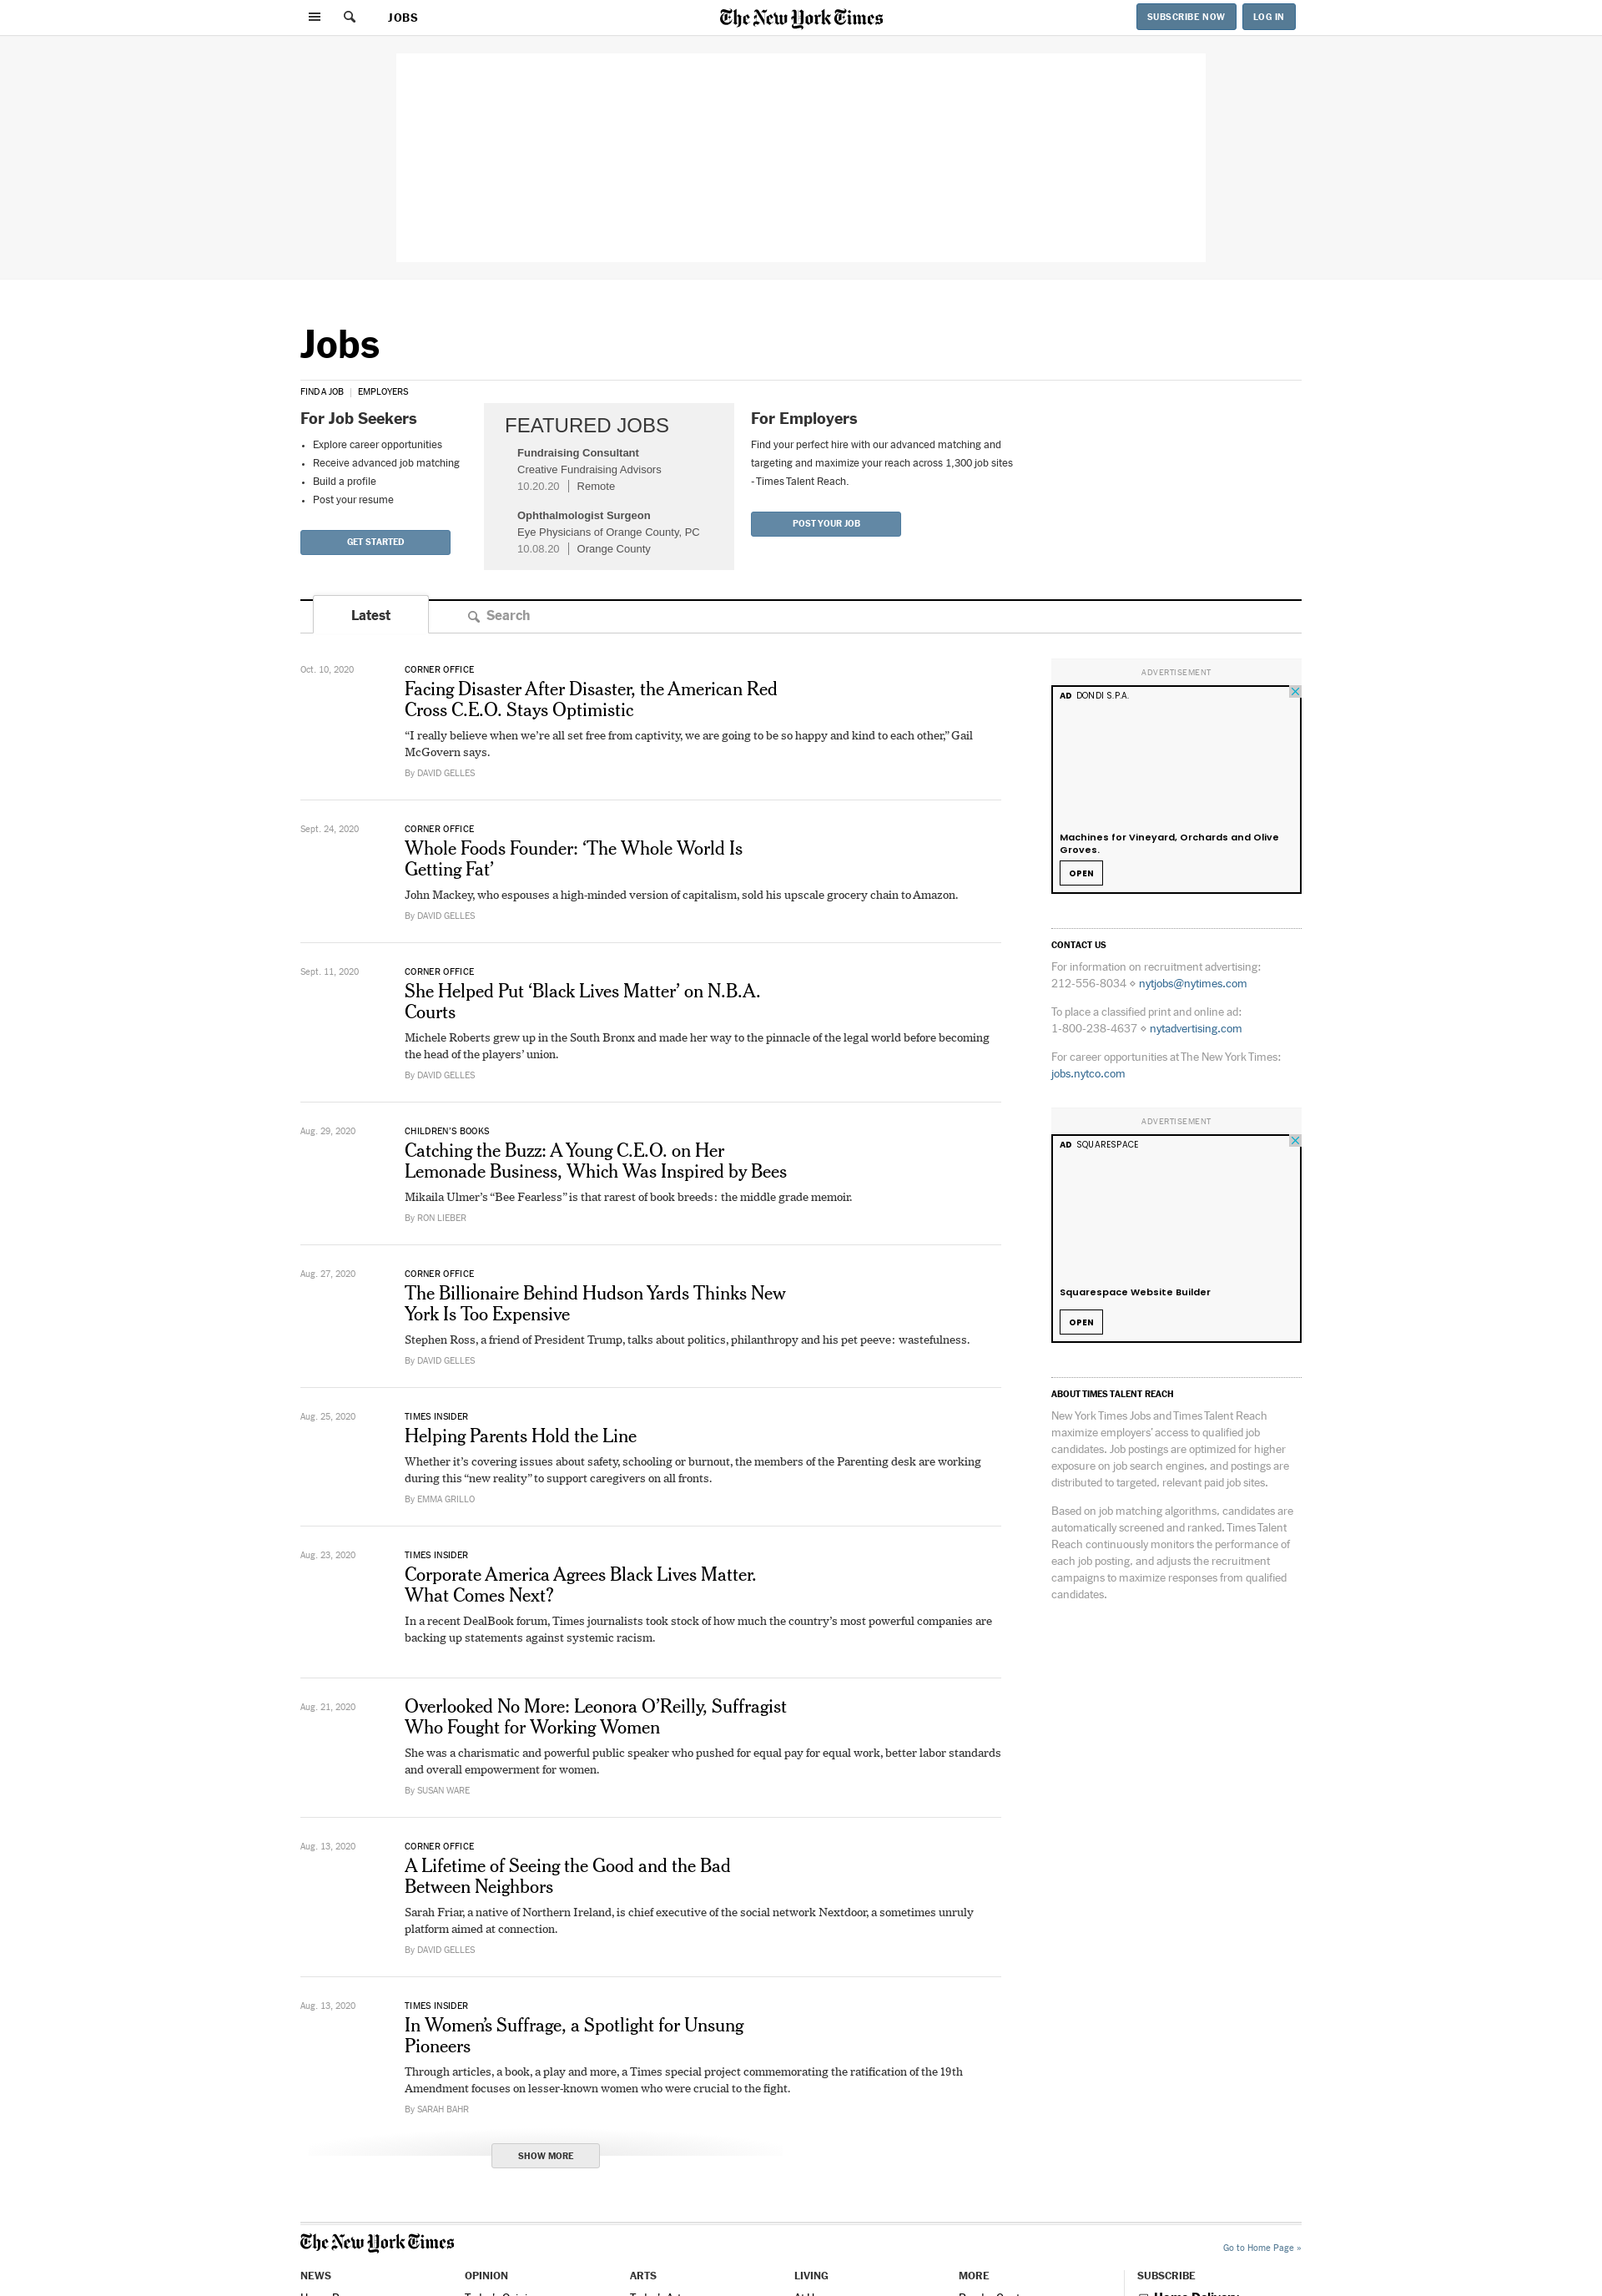 JOBS
The New York Times
SUBSCRIBE NOW
LOG IN
Jobs
FIND A JOB | EMPLOYERS
For Job Seekers
• Explore career opportunities
• Receive advanced job matching
• Build a profile
• Post your resume
GET STARTED
FEATURED JOBS
Fundraising Consultant
Creative Fundraising Advisors
10.20.20 | Remote
Ophthalmologist Surgeon
Eye Physicians of Orange County, PC
10.08.20 | Orange County
For Employers
Find your perfect hire with our advanced matching and
targeting and maximize your reach across 1,300 job sites
- Times Talent Reach.
POST YOUR JOB
Latest
Search
Oct. 10, 2020
CORNER OFFICE
Facing Disaster After Disaster, the American Red
Cross C.E.O. Stays Optimistic
“I really believe when we’re all set free from captivity, we are going to be so happy and kind to each other,” Gail
McGovern says.
By DAVID GELLES
Sept. 24, 2020
CORNER OFFICE
Whole Foods Founder: ‘The Whole World Is
Getting Fat’
John Mackey, who espouses a high-minded version of capitalism, sold his upscale grocery chain to Amazon.
By DAVID GELLES
Sept. 11, 2020
CORNER OFFICE
She Helped Put ‘Black Lives Matter’ on N.B.A.
Courts
Michele Roberts grew up in the South Bronx and made her way to the pinnacle of the legal world before becoming
the head of the players’ union.
By DAVID GELLES
Aug. 29, 2020
CHILDREN’S BOOKS
Catching the Buzz: A Young C.E.O. on Her
Lemonade Business, Which Was Inspired by Bees
Mikaila Ulmer’s “Bee Fearless” is that rarest of book breeds: the middle grade memoir.
By RON LIEBER
Aug. 27, 2020
CORNER OFFICE
The Billionaire Behind Hudson Yards Thinks New
York Is Too Expensive
Stephen Ross, a friend of President Trump, talks about politics, philanthropy and his pet peeve: wastefulness.
By DAVID GELLES
Aug. 25, 2020
TIMES INSIDER
Helping Parents Hold the Line
Whether it’s covering issues about safety, schooling or burnout, the members of the Parenting desk are working
during this “new reality” to support caregivers on all fronts.
By EMMA GRILLO
Aug. 23, 2020
TIMES INSIDER
Corporate America Agrees Black Lives Matter.
What Comes Next?
In a recent DealBook forum, Times journalists took stock of how much the country’s most powerful companies are
backing up statements against systemic racism.
Aug. 21, 2020
Overlooked No More: Leonora O’Reilly, Suffragist
Who Fought for Working Women
She was a charismatic and powerful public speaker who pushed for equal pay for equal work, better labor standards
and overall empowerment for women.
By SUSAN WARE
Aug. 13, 2020
CORNER OFFICE
A Lifetime of Seeing the Good and the Bad
Between Neighbors
Sarah Friar, a native of Northern Ireland, is chief executive of the social network Nextdoor, a sometimes unruly
platform aimed at connection.
By DAVID GELLES
Aug. 13, 2020
TIMES INSIDER
In Women’s Suffrage, a Spotlight for Unsung
Pioneers
Through articles, a book, a play and more, a Times special project commemorating the ratification of the 19th
Amendment focuses on lesser-known women who were crucial to the fight.
By SARAH BAHR
SHOW MORE
ADVERTISEMENT
AD DONDI S.P.A.
Machines for Vineyard, Orchards and Olive
Groves.
OPEN
CONTACT US
For information on recruitment advertising:
212-556-8034 ⋄ nytjobs@nytimes.com
To place a classified print and online ad:
1-800-238-4637 ⋄ nytadvertising.com
For career opportunities at The New York Times:
jobs.nytco.com
ADVERTISEMENT
AD SQUARESPACE
Squarespace Website Builder
OPEN
ABOUT TIMES TALENT REACH
New York Times Jobs and Times Talent Reach
maximize employers’ access to qualified job
candidates. Job postings are optimized for higher
exposure on job search engines, and postings are
distributed to targeted, relevant paid job sites.
Based on job matching algorithms, candidates are
automatically screened and ranked. Times Talent
Reach continuously monitors the performance of
each job posting, and adjusts the recruitment
campaigns to maximize responses from qualified
candidates.
The New York Times
Go to Home Page »
NEWS
OPINION
ARTS
LIVING
MORE
SUBSCRIBE
Home Delivery